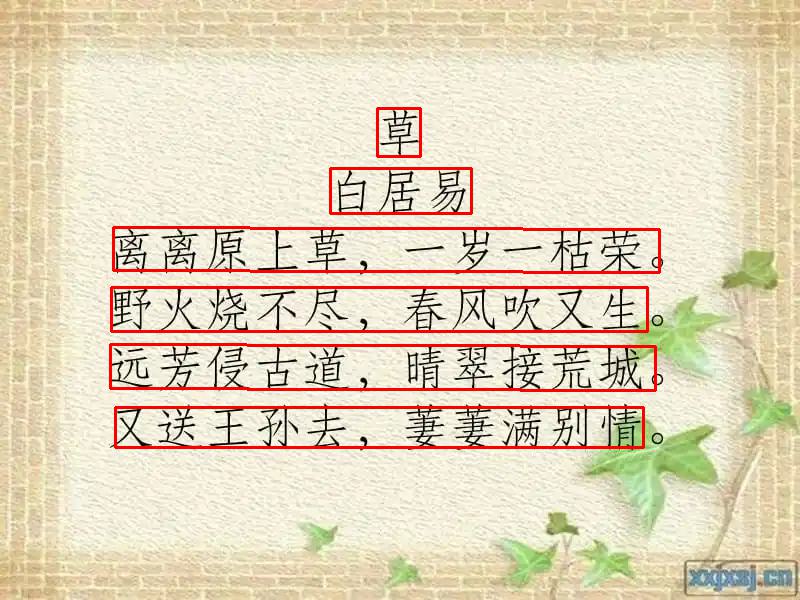 草
白居易
离离原上草，一岁一枯荣。
野火烧不尽，春风吹又生。
远芳侵古道，晴翠接荒城。
又送王孙去，萋萋满别情。
xxjxsj.cn